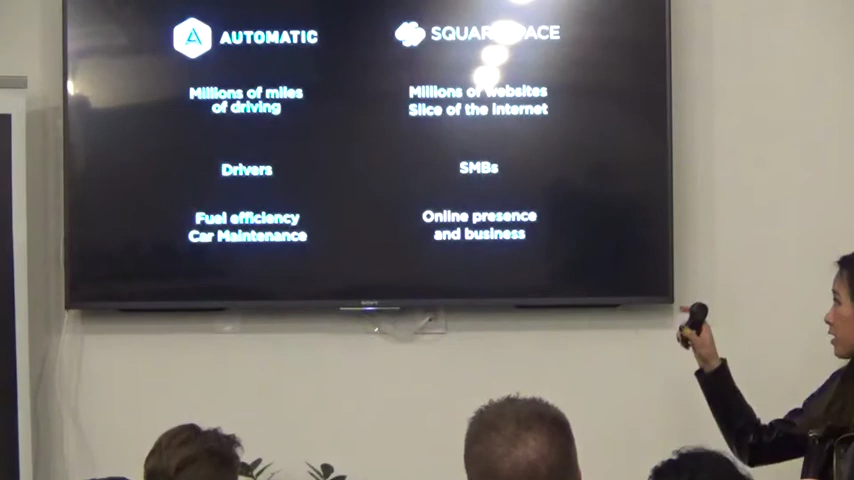 AUTOMATIC
SQUARESPACE
Millions of miles
of driving
Millions of websites
Slice of the internet
Drivers
SMBs
Fuel efficiency
Car Maintenance
Online presence
and business
SONY